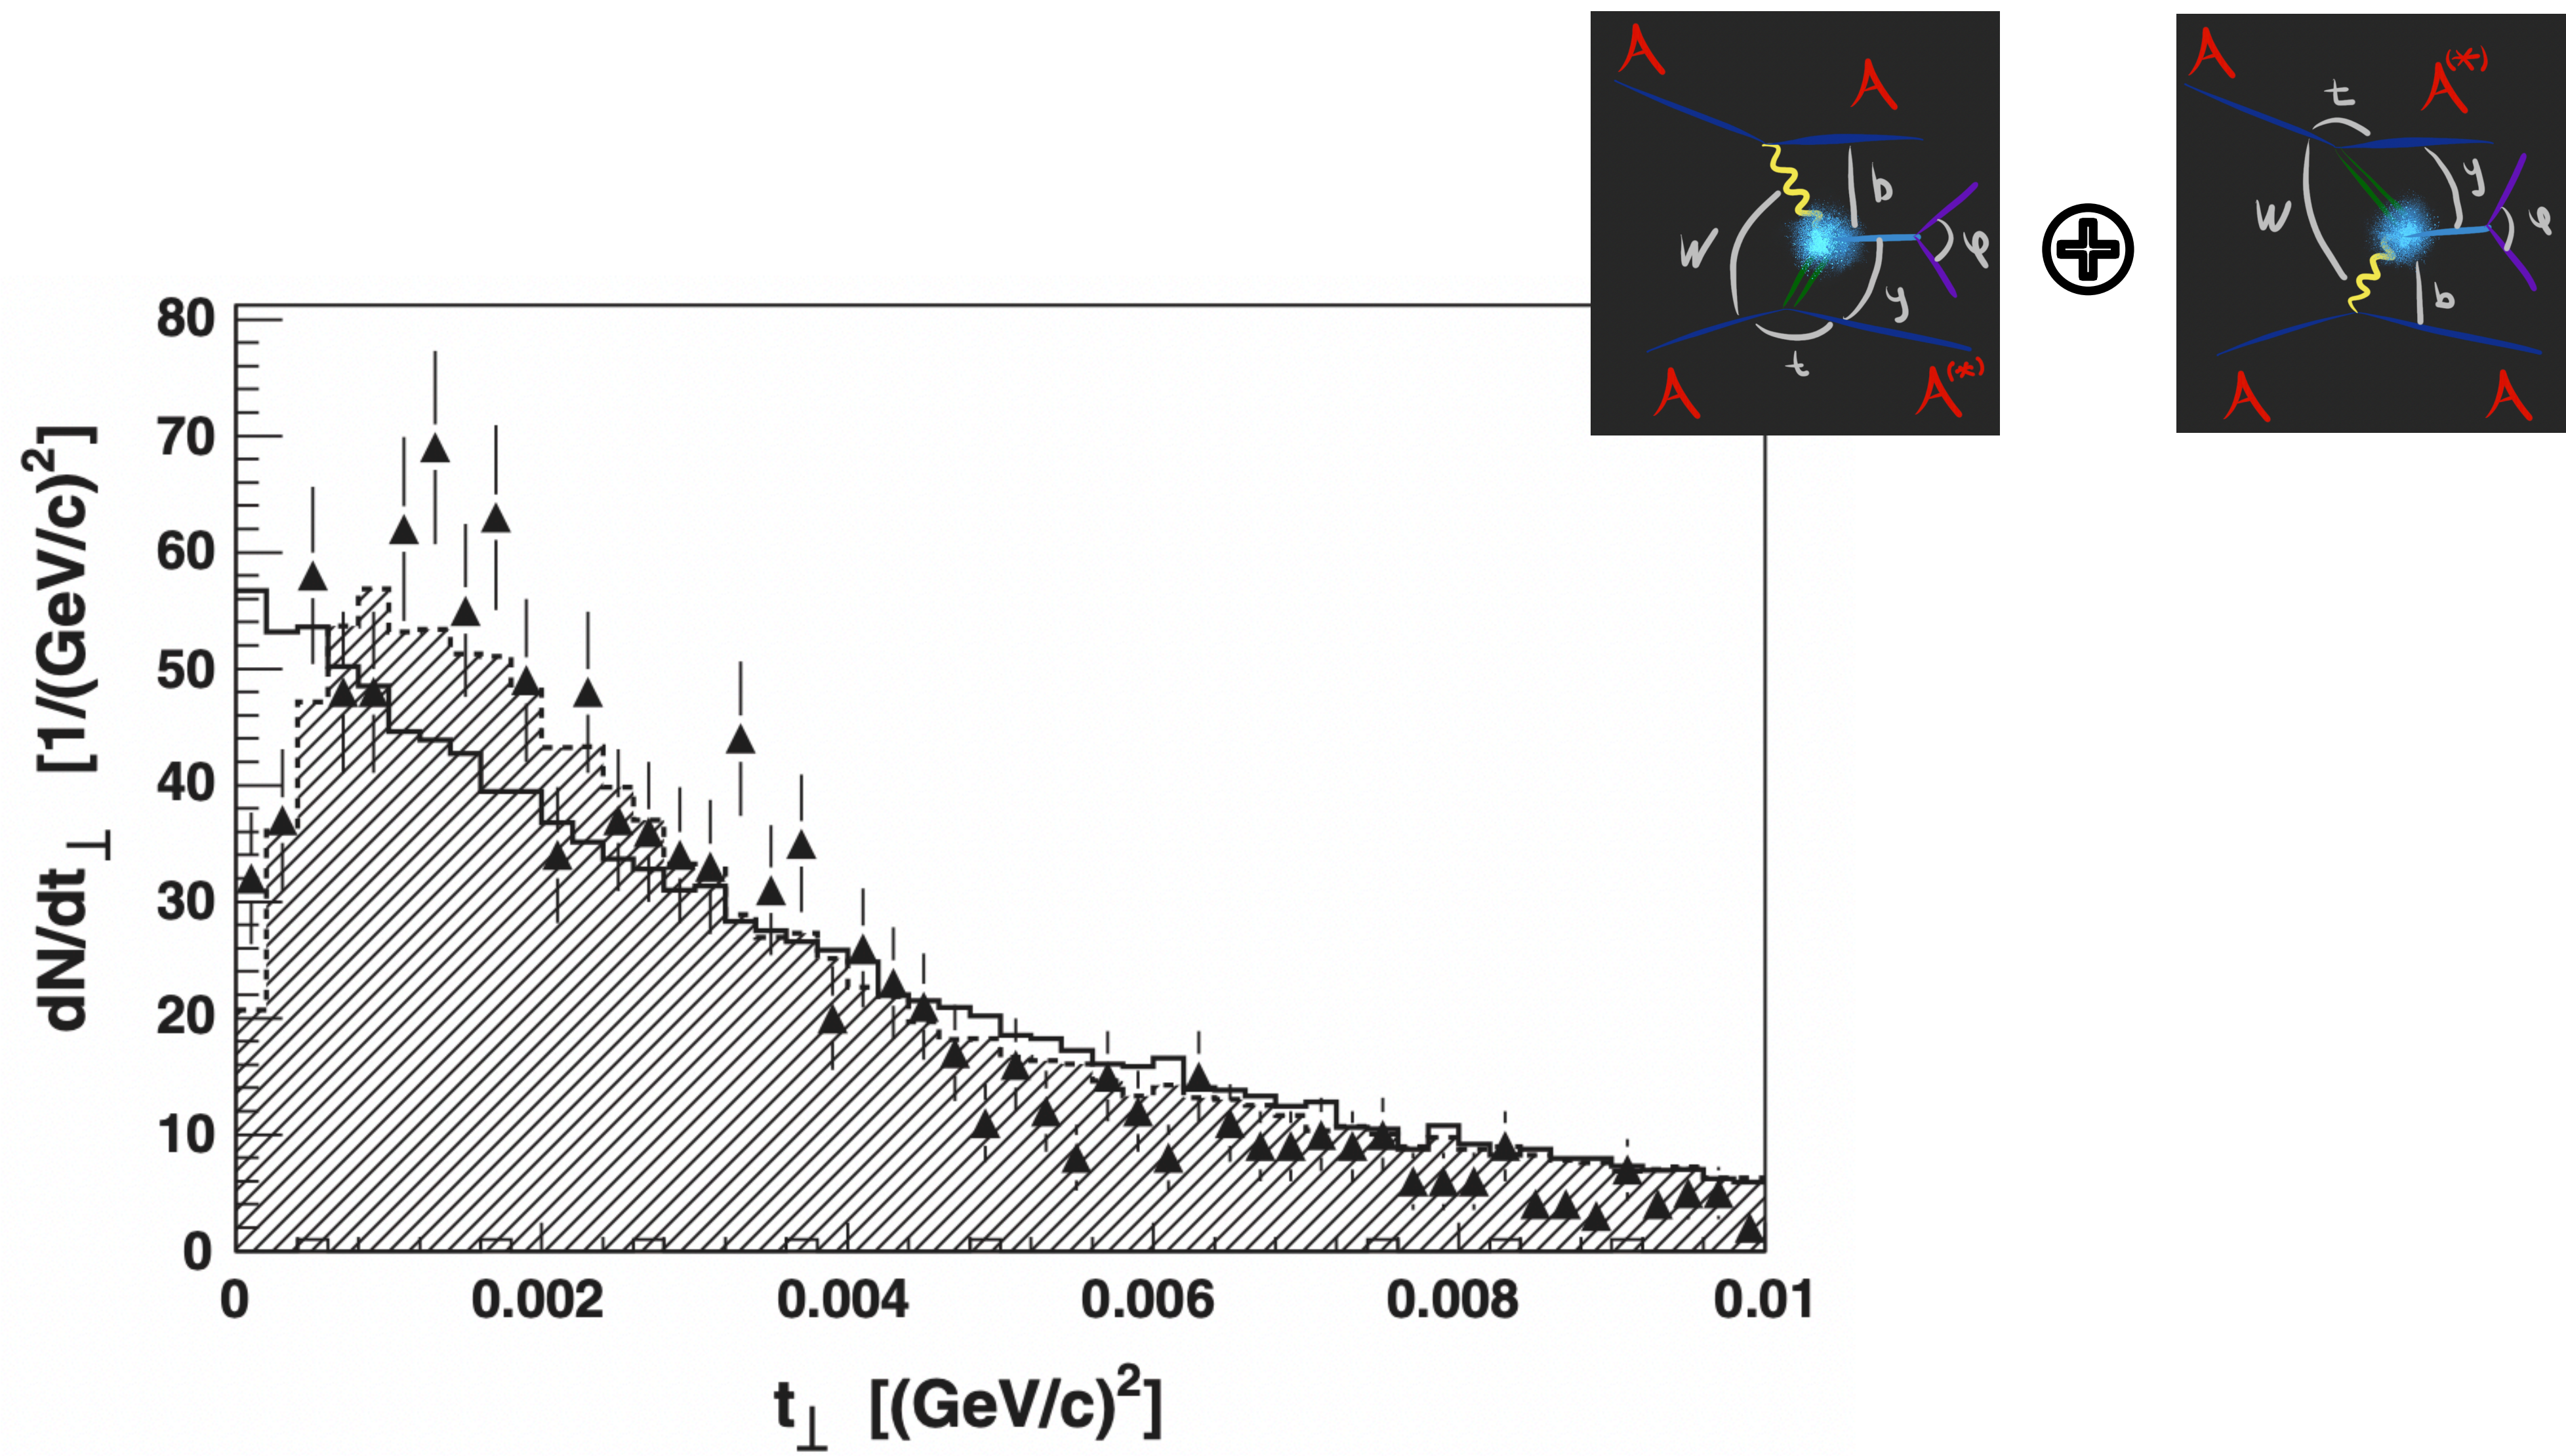 A
A
W
b
φ
y
t
A
A(*)
A
t
A(*)
W
y
φ
b
A
A
dN/dt⊥ [1/(GeV/c)²]
80
70
60
50
40
30
20
10
0
0 0.002 0.004 0.006 0.008 0.01
t⊥ [(GeV/c)²]